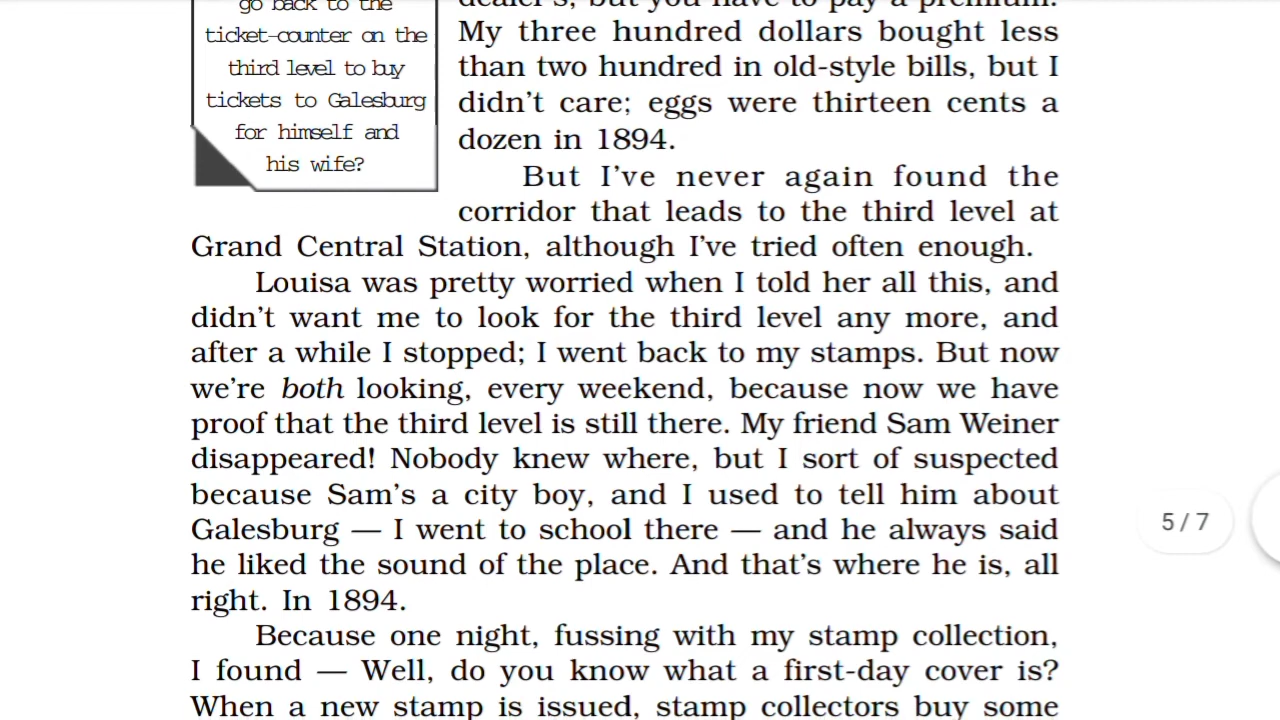 go back to the
ticket-counter on the
third level to buy
tickets to Galesburg
for himself and
his wife?
dealers, but you have to pay a premium.
My three hundred dollars bought less
than two hundred in old-style bills, but I
didn't care; eggs were thirteen cents a
dozen in 1894.
But I've never again found the
corridor that leads to the third level at
Grand Central Station, although I've tried often enough.
Louisa was pretty worried when I told her all this, and
didn't want me to look for the third level any more, and
after a while I stopped; I went back to my stamps. But now
we're both looking, every weekend, because now we have
proof that the third level is still there. My friend Sam Weiner
disappeared! Nobody knew where, but I sort of suspected
because Sam's a city boy, and I used to tell him about
Galesburg — I went to school there — and he always said
he liked the sound of the place. And that's where he is, all
right. In 1894.
Because one night, fussing with my stamp collection,
I found — Well, do you know what a first-day cover is?
When a new stamp is issued, stamp collectors buy some
5 / 7